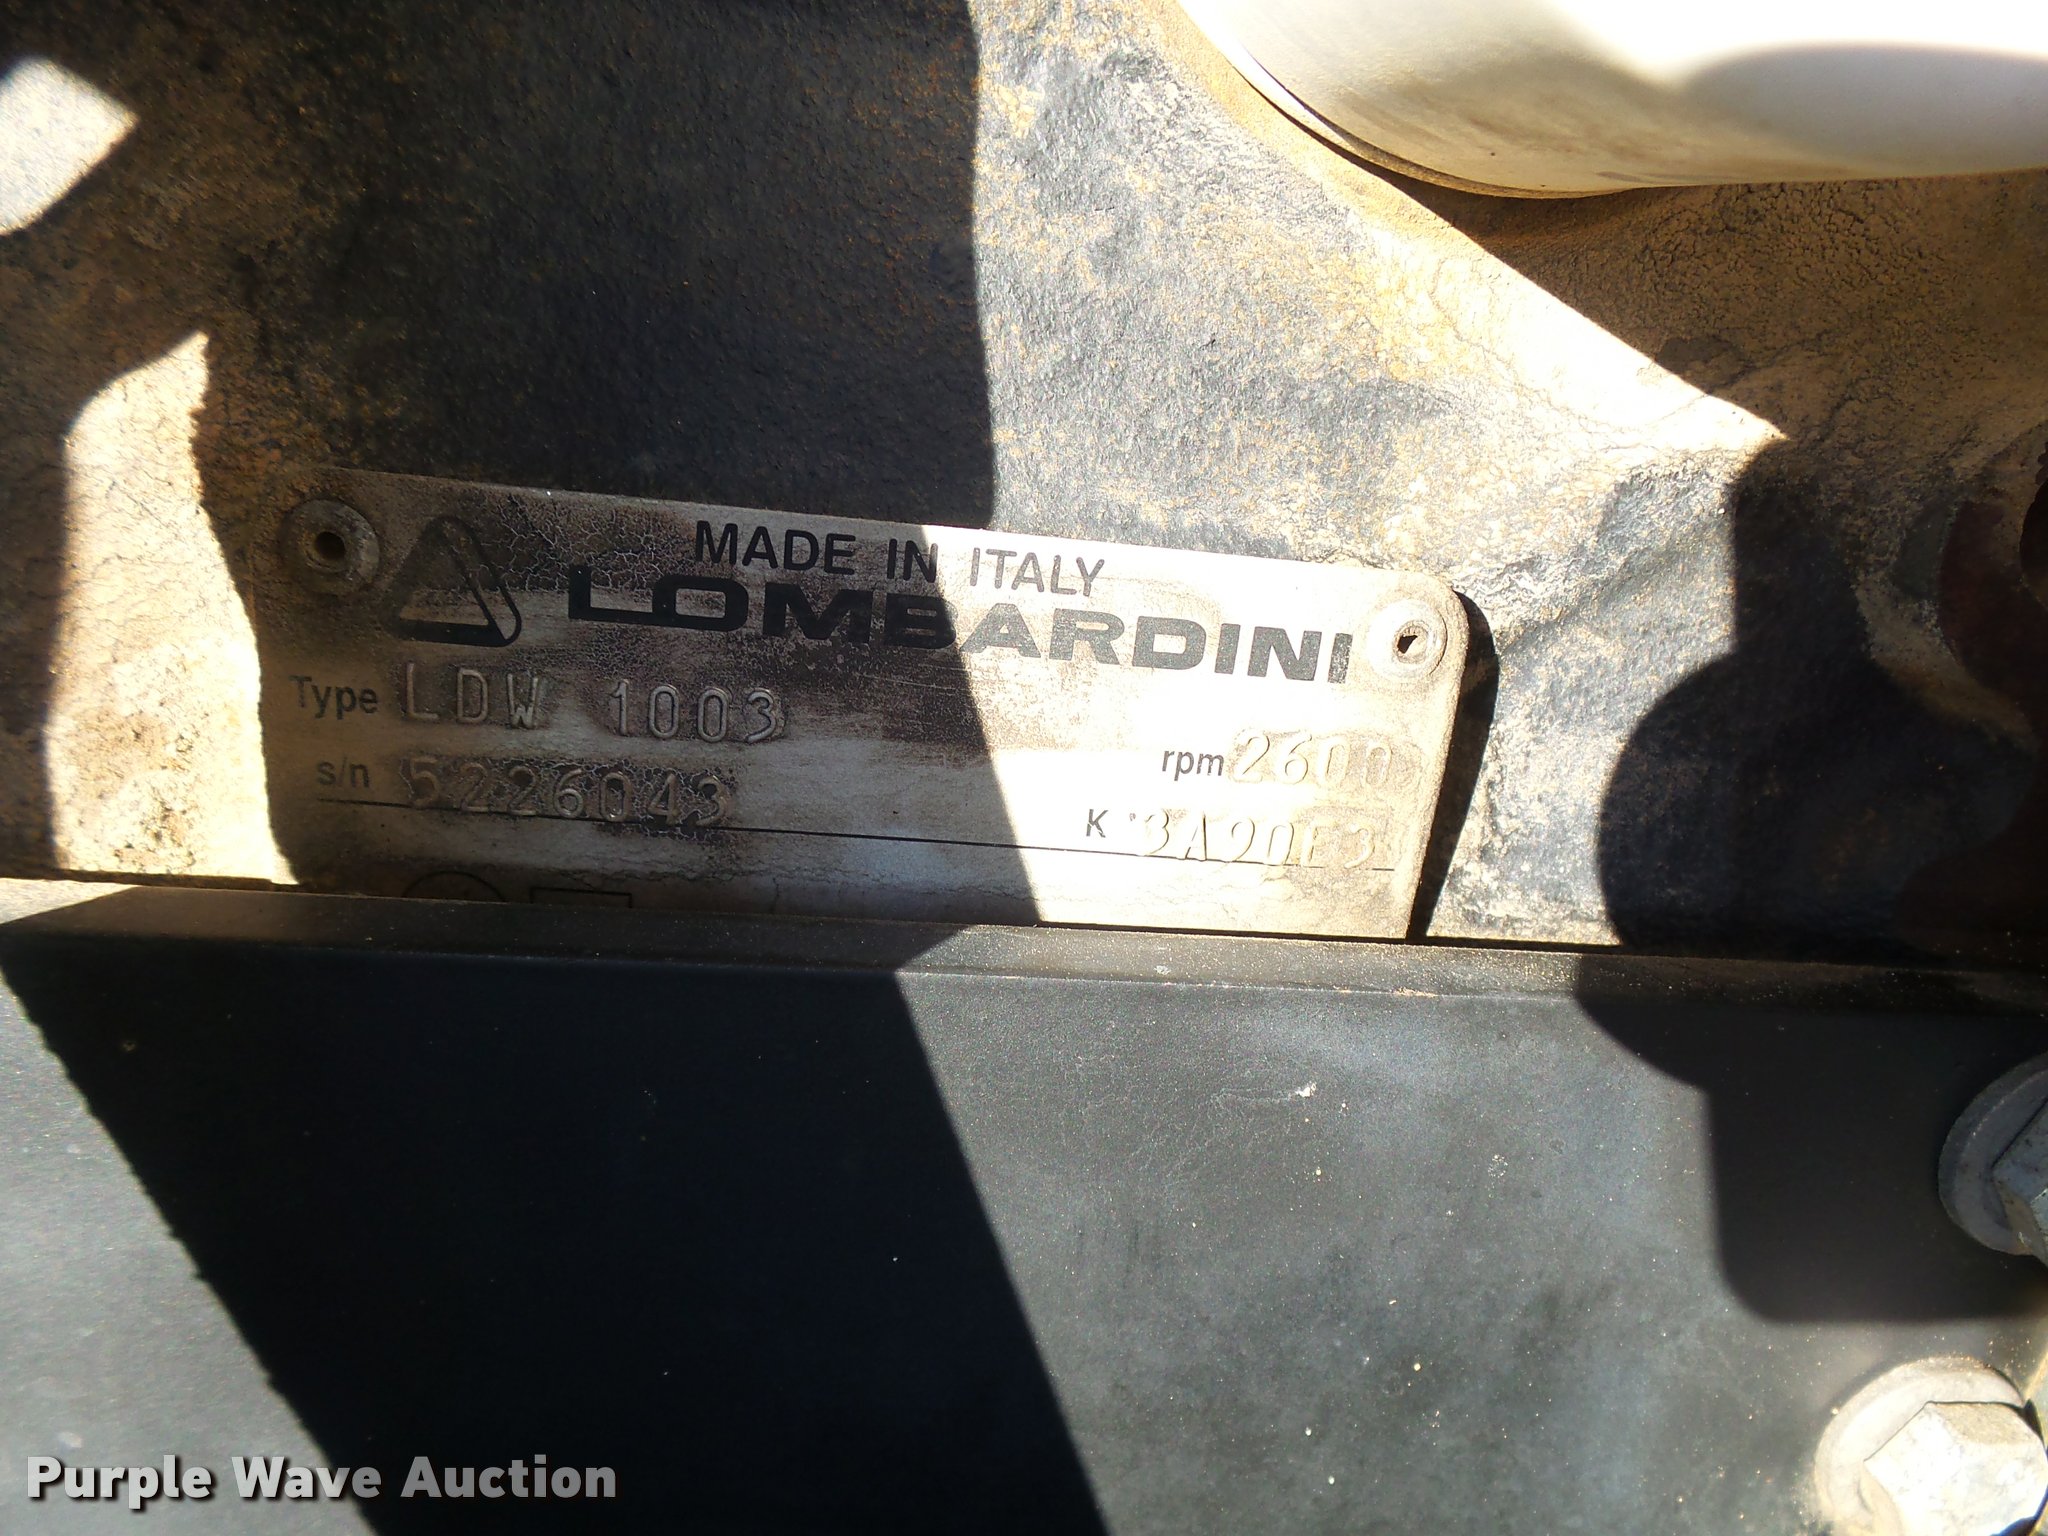 MADE IN ITALY
LOMBARDINI
Type LDW 1003
rpm 2600
s/n 5226043
K
Purple Wave Auction